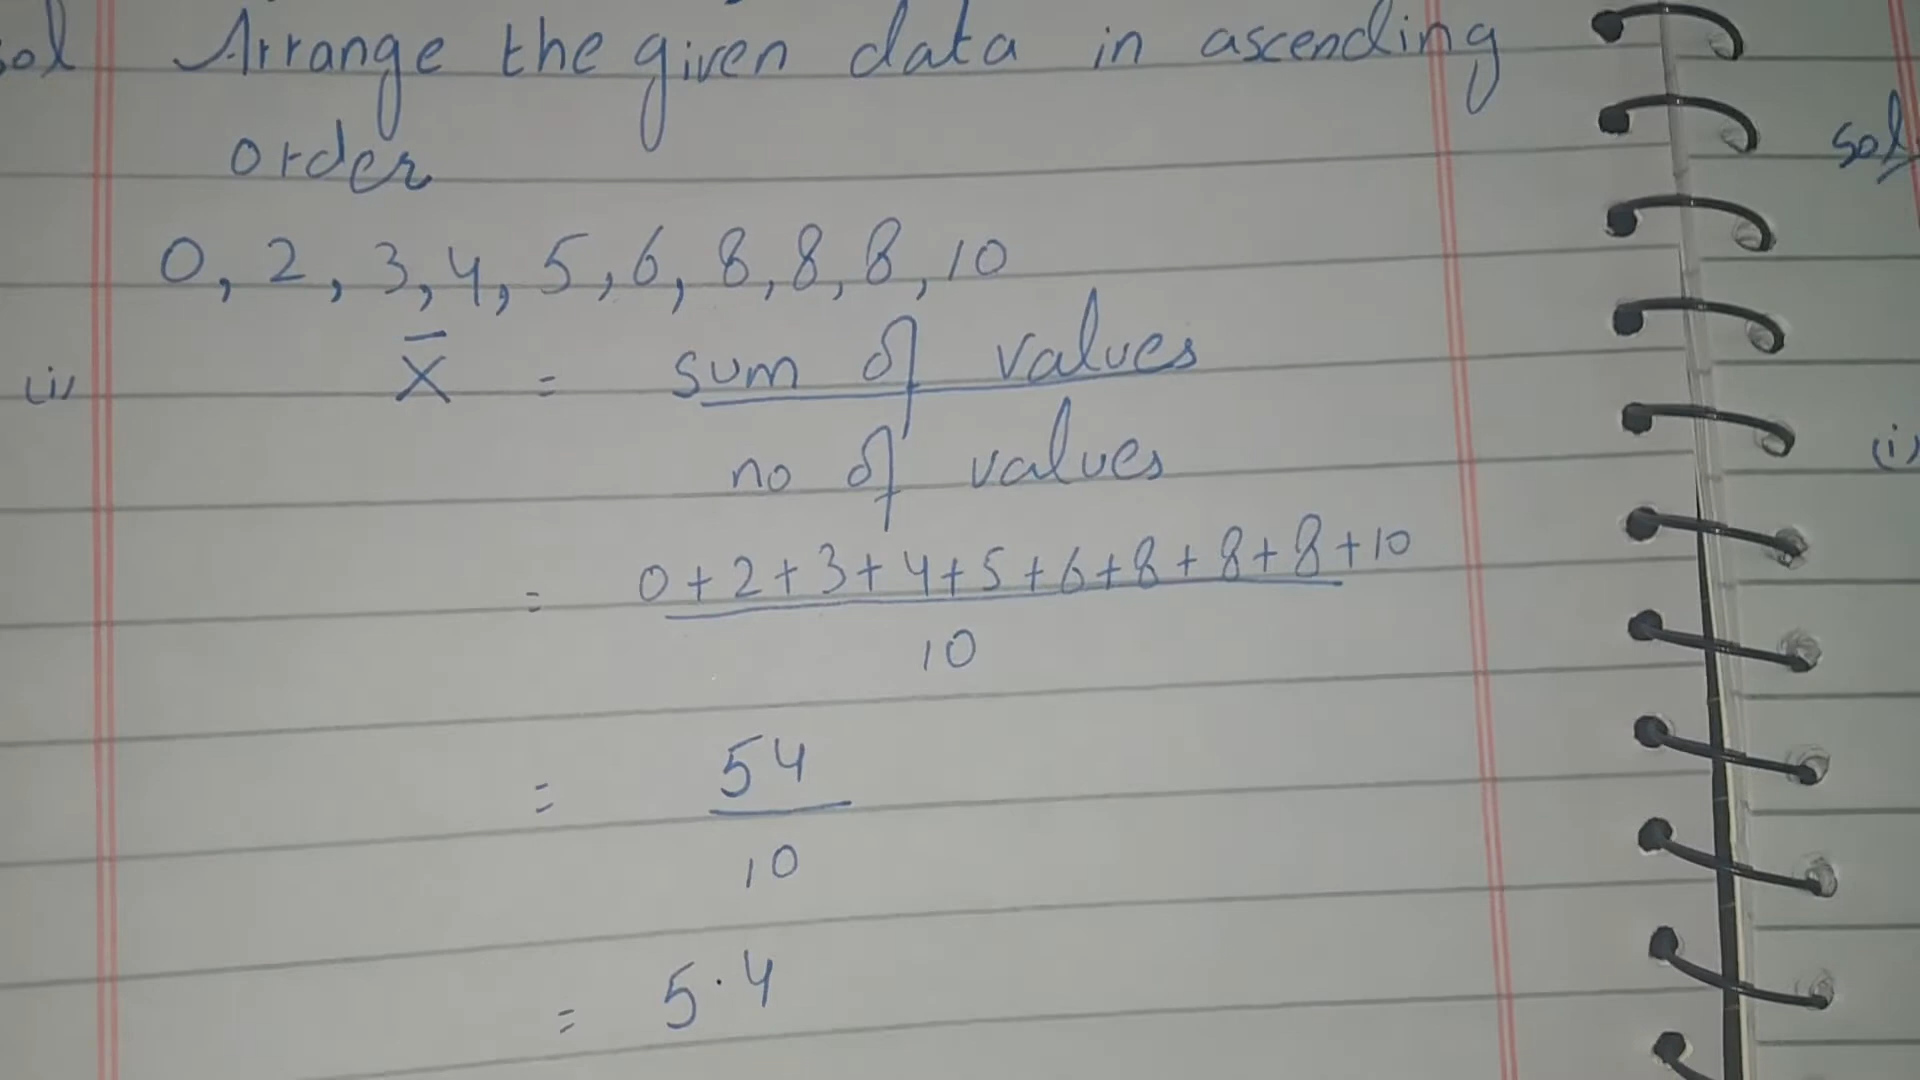 sol Arrange the given data in ascending
order
0, 2, 3, 4, 5, 6, 8, 8, 8, 10
(i) X̄ = sum of values
no of values
= 0+2+3+4+5+6+8+8+8+10
10
= 54
10
= 5.4
sol
(i)